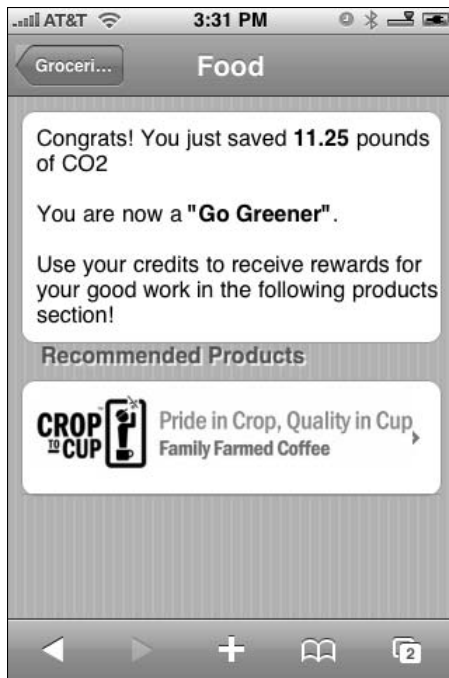 AT&T 3:31 PM
Groceri... Food
Congrats! You just saved 11.25 pounds
of CO2
You are now a "Go Greener".
Use your credits to receive rewards for
your good work in the following products
section!
Recommended Products
CROP
TO CUP
Pride in Crop, Quality in Cup
Family Farmed Coffee
2